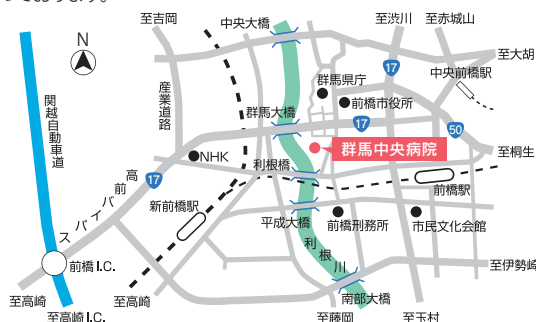 ております。
至吉岡
中央大橋
至渋川
至赤城山
至大胡
N
17
中央前橋駅
群馬県庁
前橋市役所
関越自動車道
産業道路
群馬大橋
17
50
NHK
群馬中央病院
至桐生
利根橋
17
高前バイパス
新前橋駅
前橋駅
平成大橋
前橋刑務所
市民文化会館
利根川
前橋I.C.
至伊勢崎
至高崎
至高崎
南部大橋
至高崎I.C.
至藤岡
至玉村